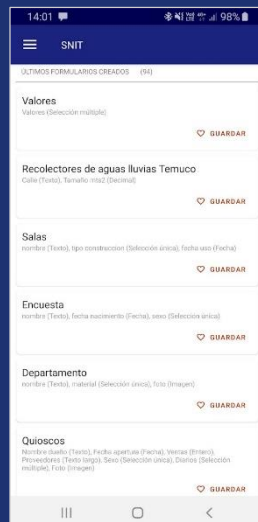 14:01 98%
SNIT
ÚLTIMOS FORMULARIOS CREADOS (94)
Valores
Valores (Selección múltiple)
GUARDAR
Recolectores de aguas lluvias Temuco
Calle (Texto), Tamaño mts2 (Decimal)
GUARDAR
Salas
nombre (Texto), tipo construccion (Selección única), fecha uso (Fecha)
GUARDAR
Encuesta
nombre (Texto), fecha nacimiento (Fecha), sexo (Selección única)
GUARDAR
Departamento
nombre (Texto), material (Selección única), foto (Imagen)
GUARDAR
Quioscos
Nombre dueño (Texto), Fecha apertura (Fecha), Ventas (Entero),
Proveedores (Texto largo), Sexo (Selección única), Diarios (Selección
múltiple), Foto (Imagen)
GUARDAR